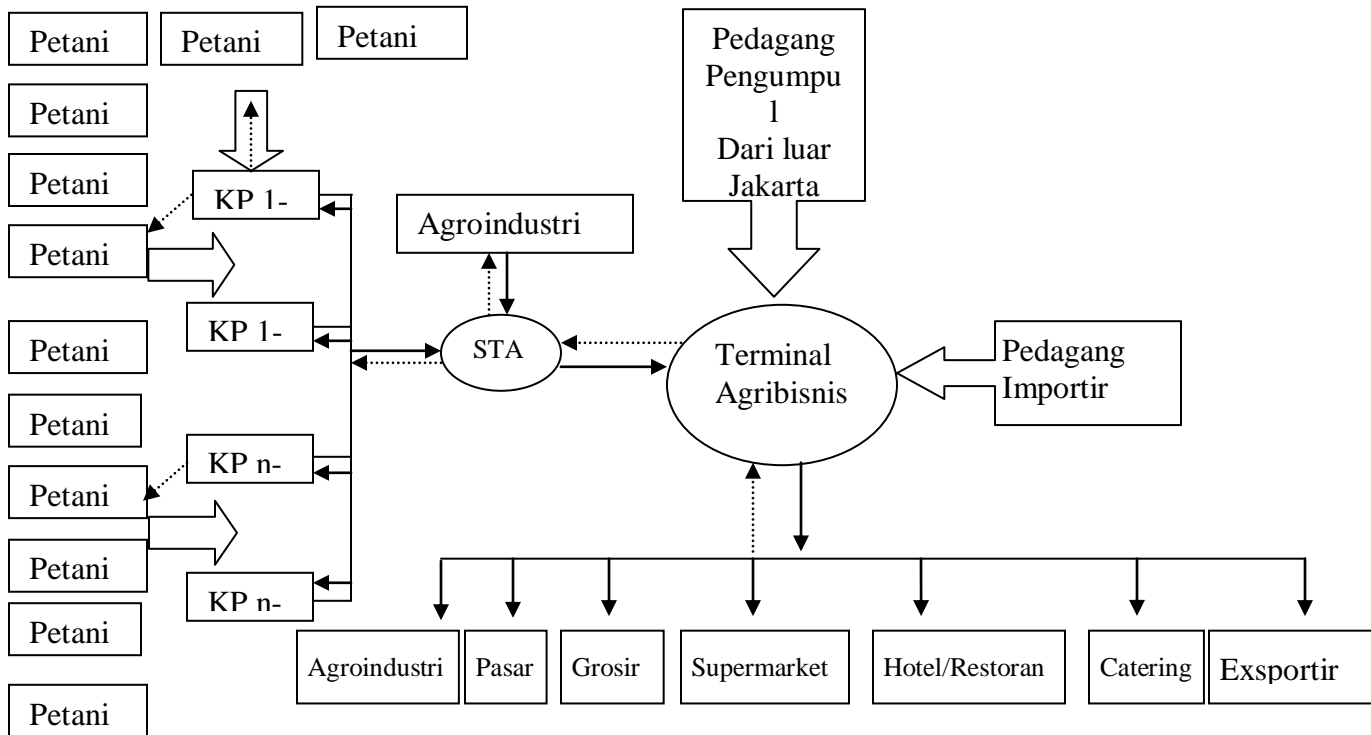 Petani
Petani
Petani
Pedagang
Pengumpu
l
Dari luar
Jakarta
Petani
Petani
KP 1-
Agroindustri
Petani
KP 1-
STA
Terminal
Agribisnis
Pedagang
Importir
Petani
Petani
KP n-
Petani
Petani
KP n-
Petani
Agroindustri
Pasar
Grosir
Supermarket
Hotel/Restoran
Catering
Exsportir
Petani